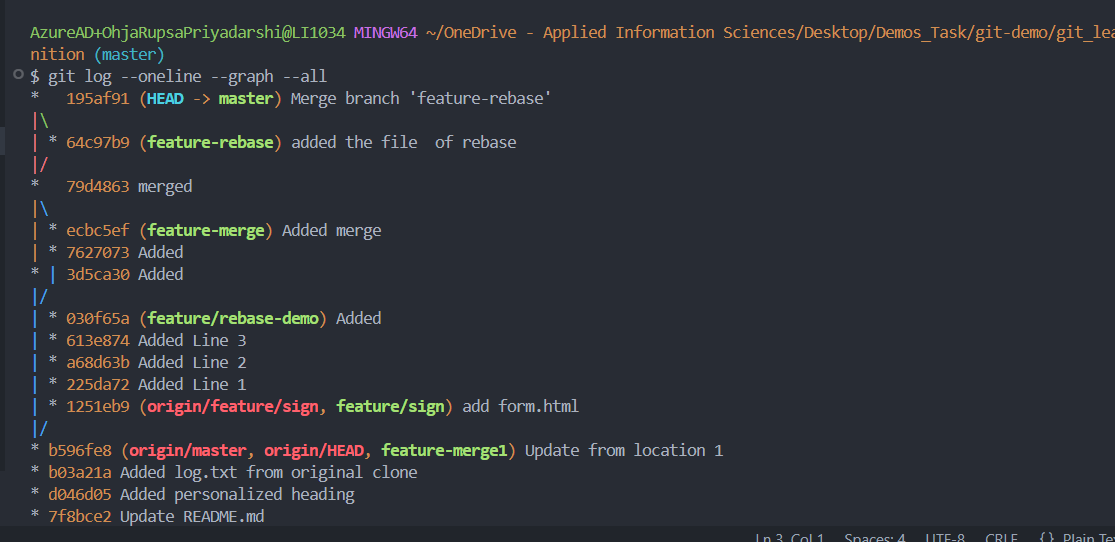 AzureAD+OhjaRupsaPriyadarshi@LI1034 MINGW64 ~/OneDrive - Applied Information Sciences/Desktop/Demos_Task/git-demo/git_lea
nition (master)
$ git log --oneline --graph --all
*   195af91 (HEAD -> master) Merge branch 'feature-rebase'
|\
| * 64c97b9 (feature-rebase) added the file  of rebase
|/
*   79d4863 merged
|\
| * ecbc5ef (feature-merge) Added merge
| * 7627073 Added
* | 3d5ca30 Added
|/
| * 030f65a (feature/rebase-demo) Added
| * 613e874 Added Line 3
| * a68d63b Added Line 2
| * 225da72 Added Line 1
| * 1251eb9 (origin/feature/sign, feature/sign) add form.html
|/
* b596fe8 (origin/master, origin/HEAD, feature-merge1) Update from location 1
* b03a21a Added log.txt from original clone
* d046d05 Added personalized heading
* 7f8bce2 Update README.md
Ln 3, Col 1 Spaces: 4 UTF-8 CRLF {} Plain Te